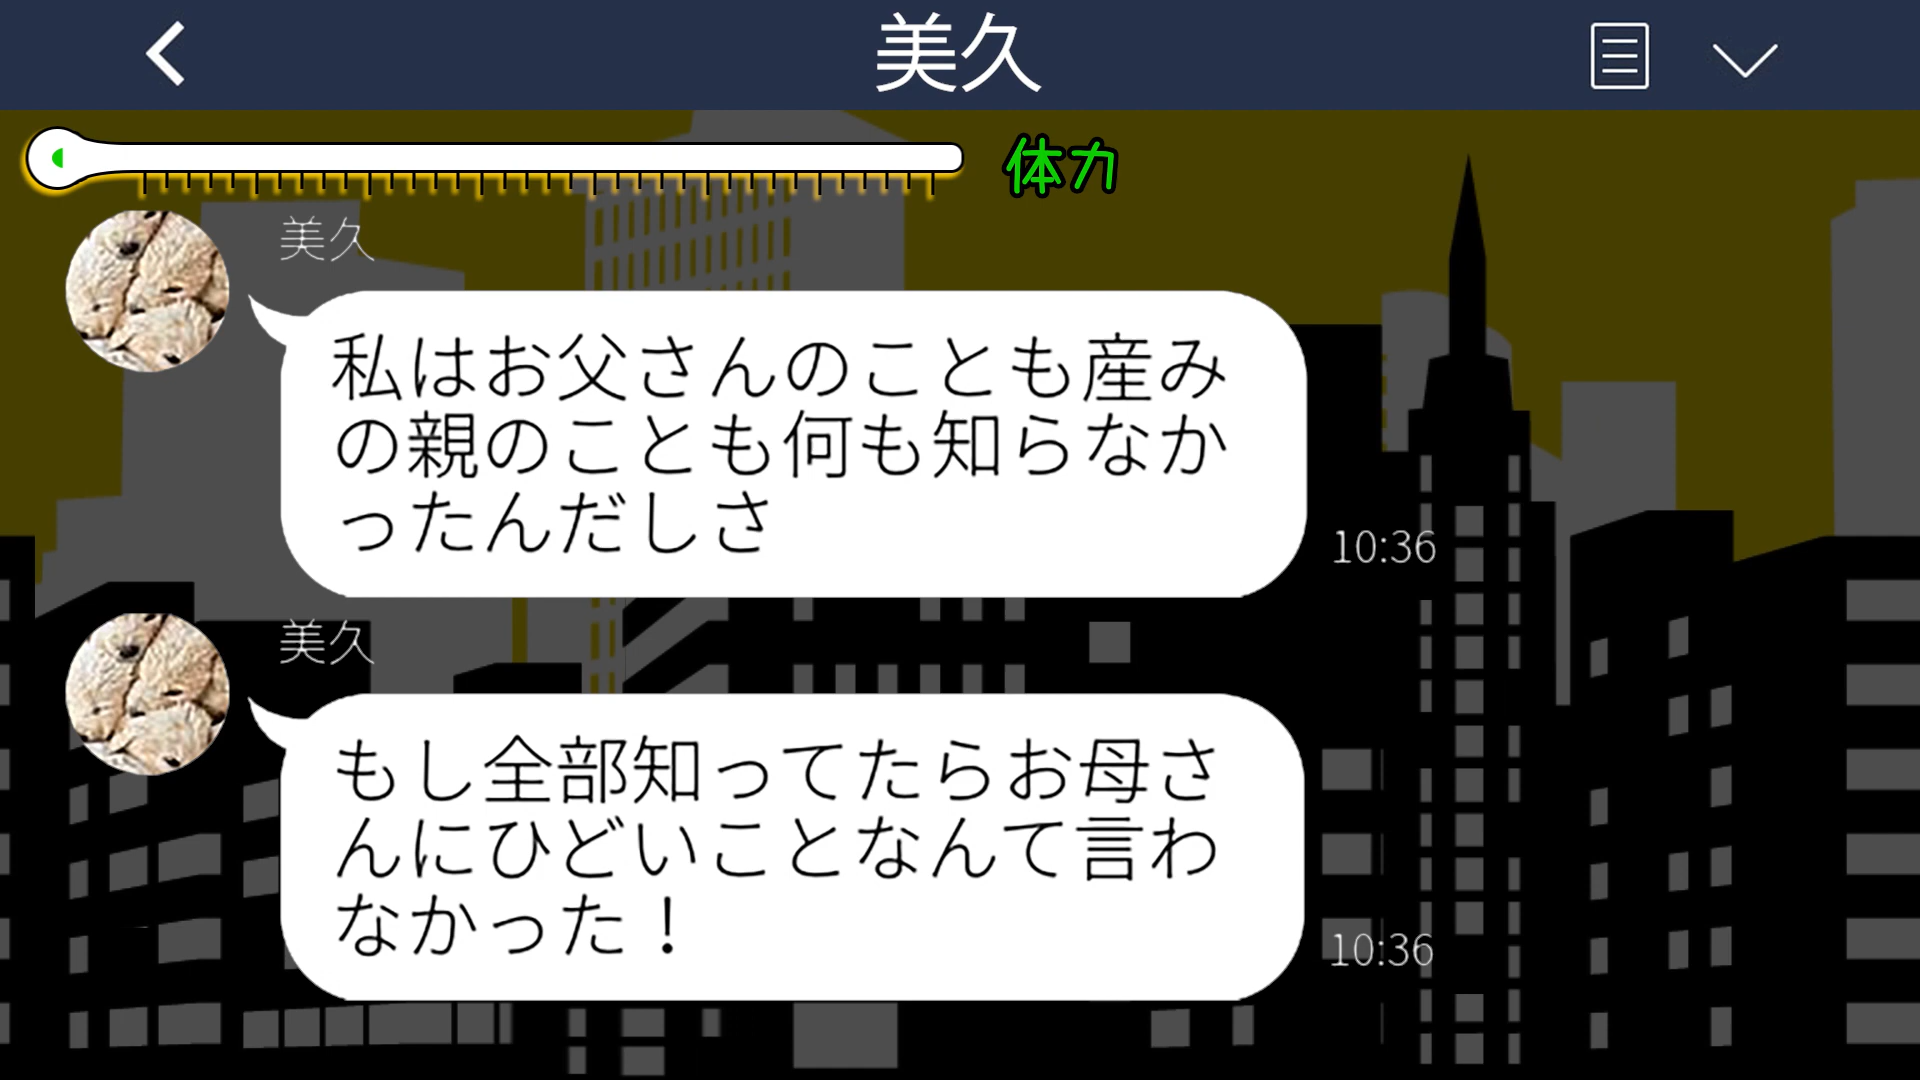 美久
体力
美久
私はお父さんのことも産み
の親のことも何も知らなか
ったんだしさ
10:36
美久
もし全部知ってたらお母さ
んにひどいことなんて言わ
なかった！
10:36